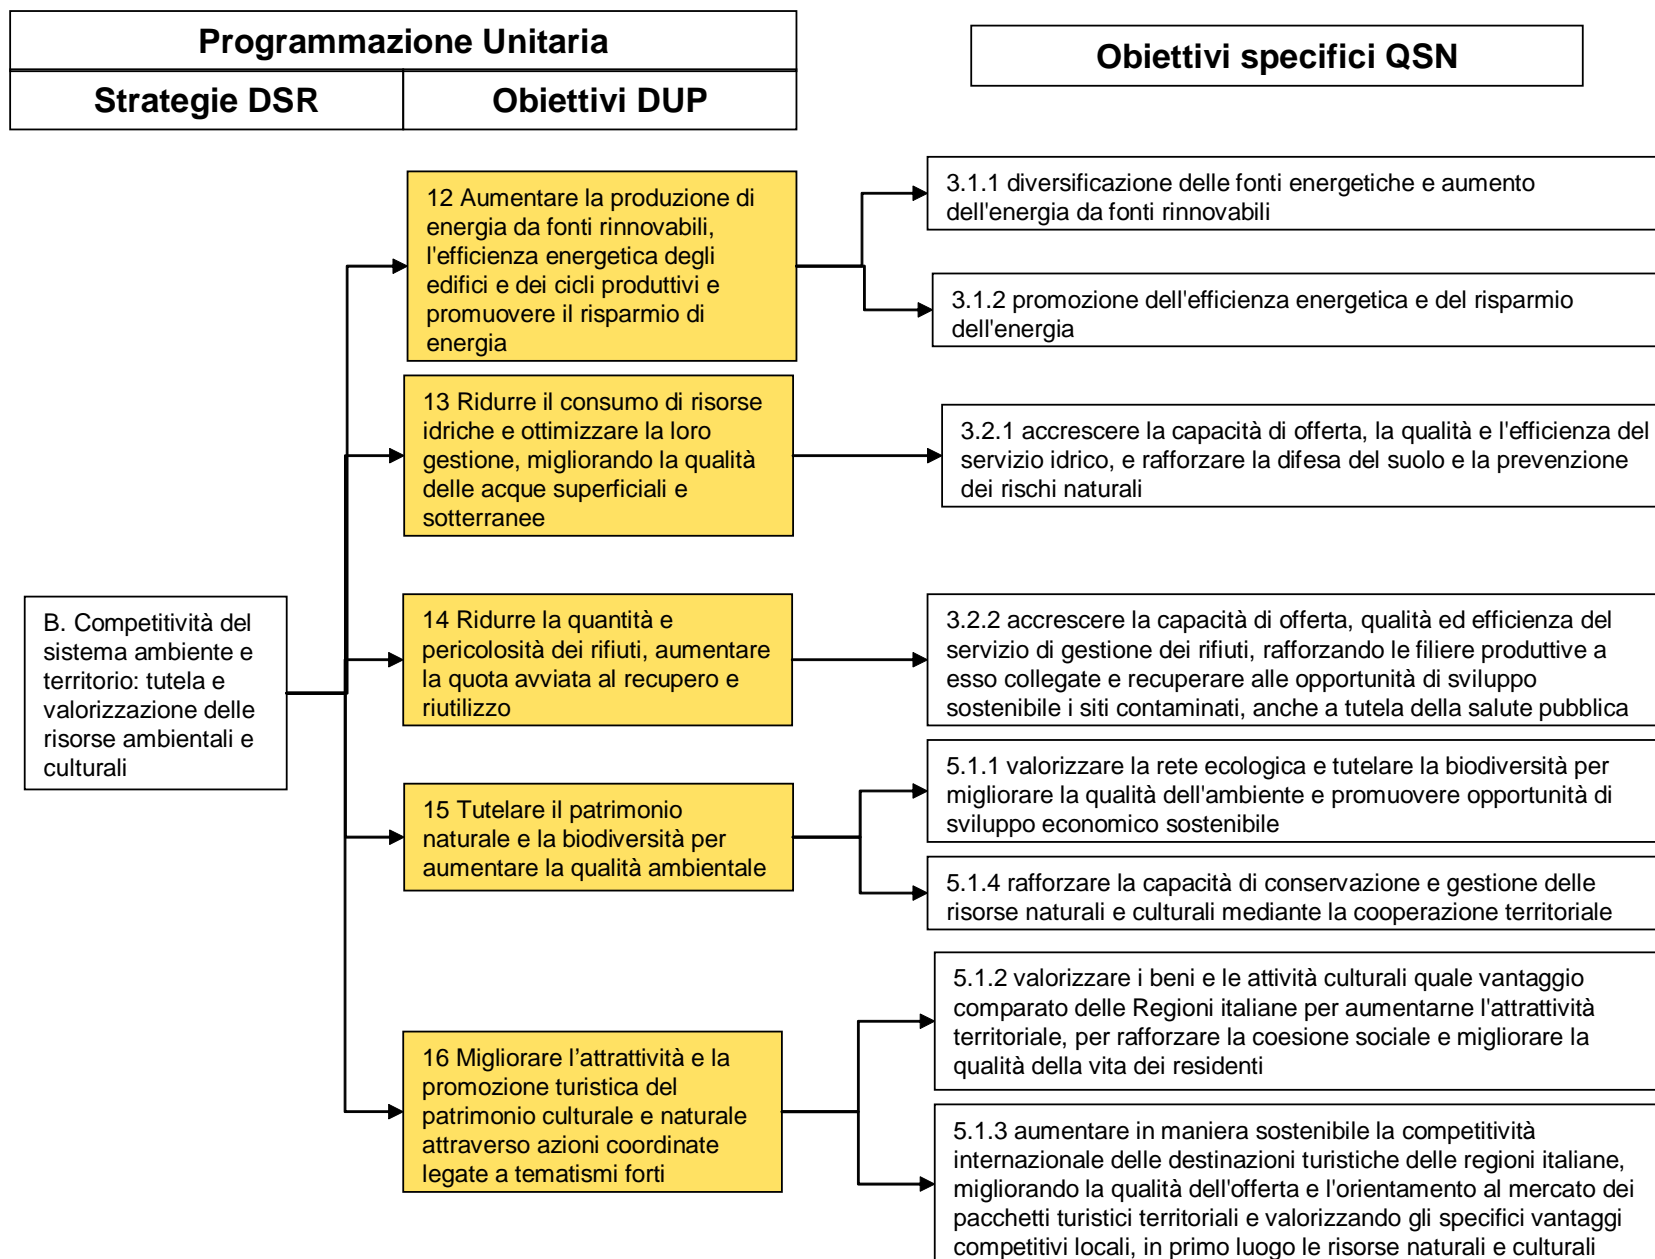 Programmazione Unitaria
Obiettivi specifici QSN
Strategie DSR
Obiettivi DUP
12 Aumentare la produzione di
energia da fonti rinnovabili,
l'efficienza energetica degli
edifici e dei cicli produttivi e
promuovere il risparmio di
energia
3.1.1 diversificazione delle fonti energetiche e aumento
dell'energia da fonti rinnovabili
3.1.2 promozione dell'efficienza energetica e del risparmio
dell'energia
13 Ridurre il consumo di risorse
idriche e ottimizzare la loro
gestione, migliorando la qualità
delle acque superficiali e
sotterranee
3.2.1 accrescere la capacità di offerta, la qualità e l'efficienza del
servizio idrico, e rafforzare la difesa del suolo e la prevenzione
dei rischi naturali
B. Competitività del
sistema ambiente e
territorio: tutela e
valorizzazione delle
risorse ambientali e
culturali
14 Ridurre la quantità e
pericolosità dei rifiuti, aumentare
la quota avviata al recupero e
riutilizzo
3.2.2 accrescere la capacità di offerta, qualità ed efficienza del
servizio di gestione dei rifiuti, rafforzando le filiere produttive a
esso collegate e recuperare alle opportunità di sviluppo
sostenibile i siti contaminati, anche a tutela della salute pubblica
15 Tutelare il patrimonio
naturale e la biodiversità per
aumentare la qualità ambientale
5.1.1 valorizzare la rete ecologica e tutelare la biodiversità per
migliorare la qualità dell'ambiente e promuovere opportunità di
sviluppo economico sostenibile
5.1.4 rafforzare la capacità di conservazione e gestione delle
risorse naturali e culturali mediante la cooperazione territoriale
16 Migliorare l’attrattività e la
promozione turistica del
patrimonio culturale e naturale
attraverso azioni coordinate
legate a tematismi forti
5.1.2 valorizzare i beni e le attività culturali quale vantaggio
comparato delle Regioni italiane per aumentarne l'attrattività
territoriale, per rafforzare la coesione sociale e migliorare la
qualità della vita dei residenti
5.1.3 aumentare in maniera sostenibile la competitività
internazionale delle destinazioni turistiche delle regioni italiane,
migliorando la qualità dell'offerta e l'orientamento al mercato dei
pacchetti turistici territoriali e valorizzando gli specifici vantaggi
competitivi locali, in primo luogo le risorse naturali e culturali